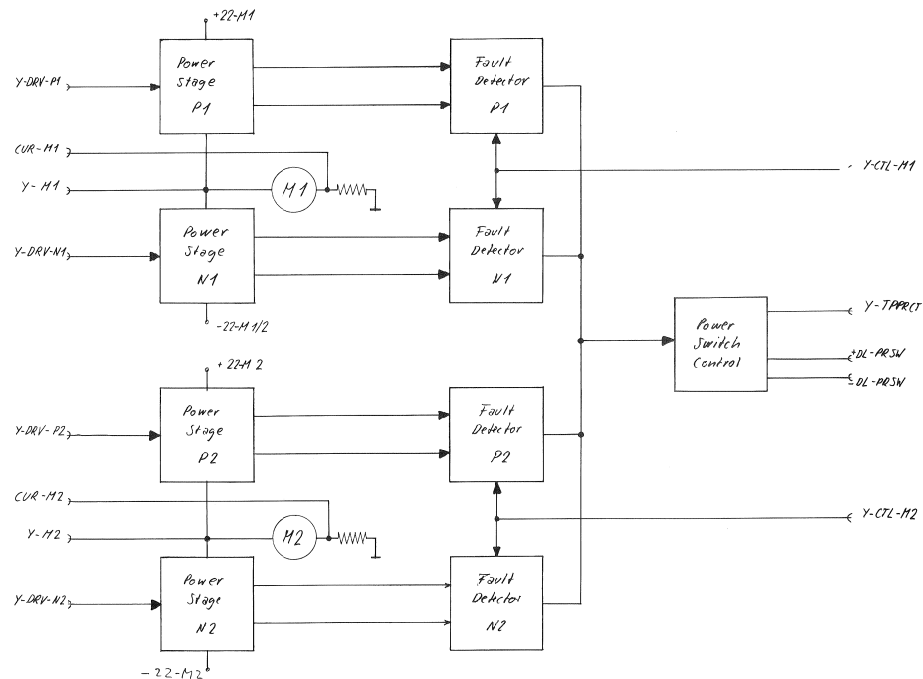 +22-M1
Power
Stage
P1
Fault
Detector
P1
Y-DRV-P1
CUR-M1
Y-M1
M1
Y-CTL-M1
Y-DRV-N1
Power
Stage
N1
Fault
Detector
N1
-22-M1/2
Power
Switch
Control
Y-TPPRCT
+DL-PRSW
-DL-PRSW
+22-M2
Power
Stage
P2
Fault
Detector
P2
Y-DRV-P2
CUR-M2
Y-M2
M2
Y-CTL-M2
Y-DRV-N2
Power
Stage
N2
Fault
Detector
N2
-22-M2